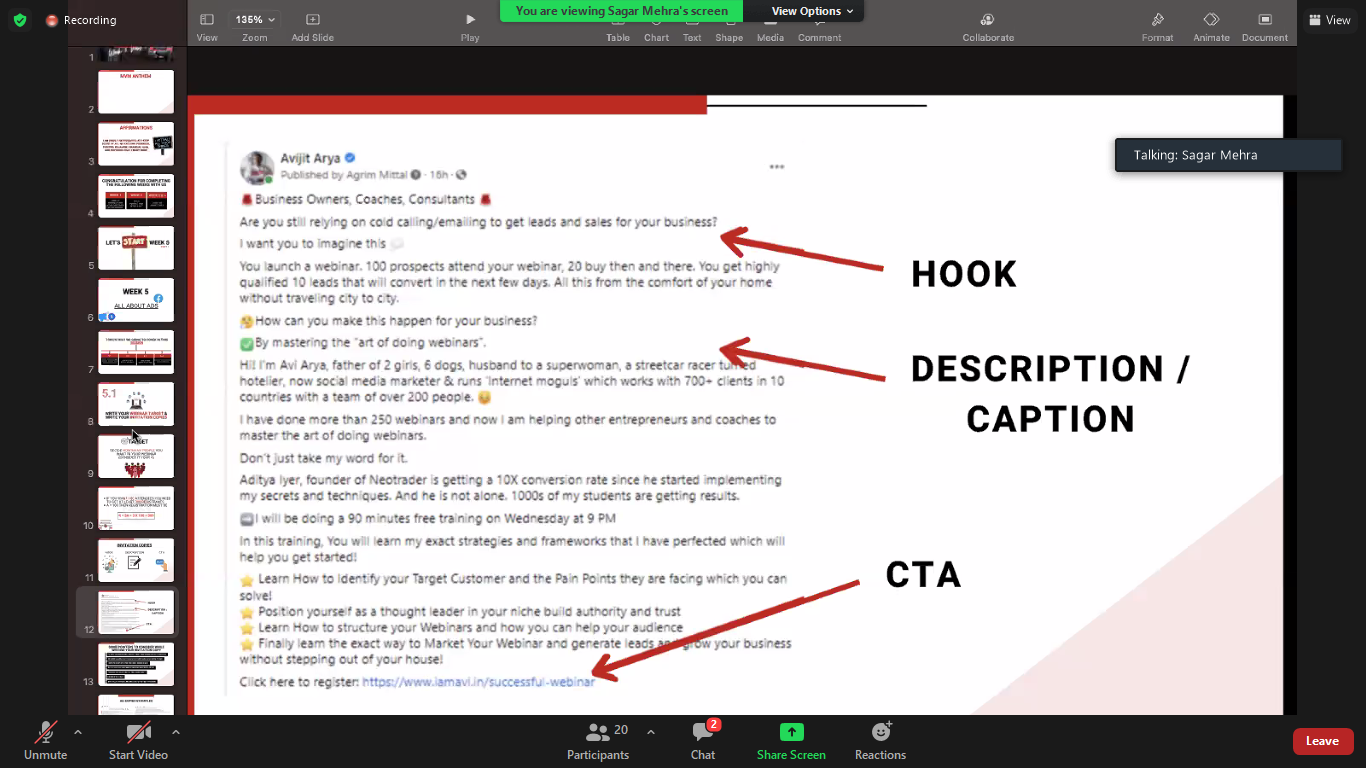 Recording
You are viewing Sagar Mehra's screen
View Options
View
View
135%
Zoom
Add Slide
Play
Table
Chart
Text
Shape
Media
Comment
Collaborate
Format
Animate
Document
Talking: Sagar Mehra
1
2
3
AFFIRMATIONS
4
5
LET'S START WEEK 5
6
WEEK 5
ALL ABOUT ADS
7
8
5.1
9
TARGET
10
11
INVITATION COPIES
12
13
Avijit Arya
Published by Agrim Mittal · 16h ·
Business Owners, Coaches, Consultants
Are you still relying on cold calling/emailing to get leads and sales for your business?
I want you to imagine this
You launch a webinar. 100 prospects attend your webinar, 20 buy then and there. You get highly
qualified 10 leads that will convert in the next few days. All this from the comfort of your home
without traveling city to city.
How can you make this happen for your business?
By mastering the "art of doing webinars".
Hi! I'm Avi Arya, father of 2 girls, 6 dogs, husband to a superwoman, a streetcar racer turned
hotelier, now social media marketer & runs 'Internet moguls' which works with 700+ clients in 10
countries with a team of over 200 people.
I have done more than 250 webinars and now I am helping other entrepreneurs and coaches to
master the art of doing webinars.
Don't just take my word for it.
Aditya Iyer, founder of Neotrader is getting a 10X conversion rate since he started implementing
my secrets and techniques. And he is not alone. 1000s of my students are getting results.
I will be doing a 90 minutes free training on Wednesday at 9 PM
In this training, You will learn my exact strategies and frameworks that I have perfected which will
help you get started!
Learn How to Identify your Target Customer and the Pain Points they are facing which you can
solve!
Position yourself as a thought leader in your niche build authority and trust
Learn How to structure your Webinars and how you can help your audience
Finally learn the exact way to Market Your Webinar and generate leads and grow your business
without stepping out of your house!
Click here to register: https://www.iamavi.in/successful-webinar
HOOK
DESCRIPTION /
CAPTION
CTA
Unmute
Start Video
Participants
20
Chat
2
Share Screen
Reactions
Leave